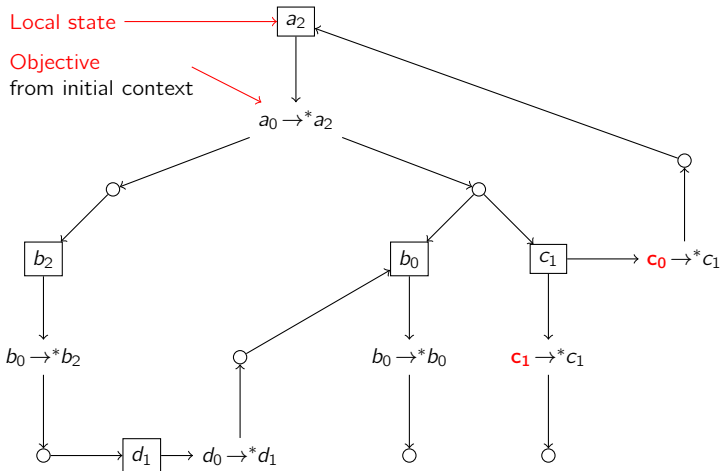 Local state
a₂
Objective
from initial context
a₀ →* a₂
b₂
b₀
c₁
c₀ →* c₁
b₀ →* b₂
b₀ →* b₀
c₁ →* c₁
d₁
d₀ →* d₁